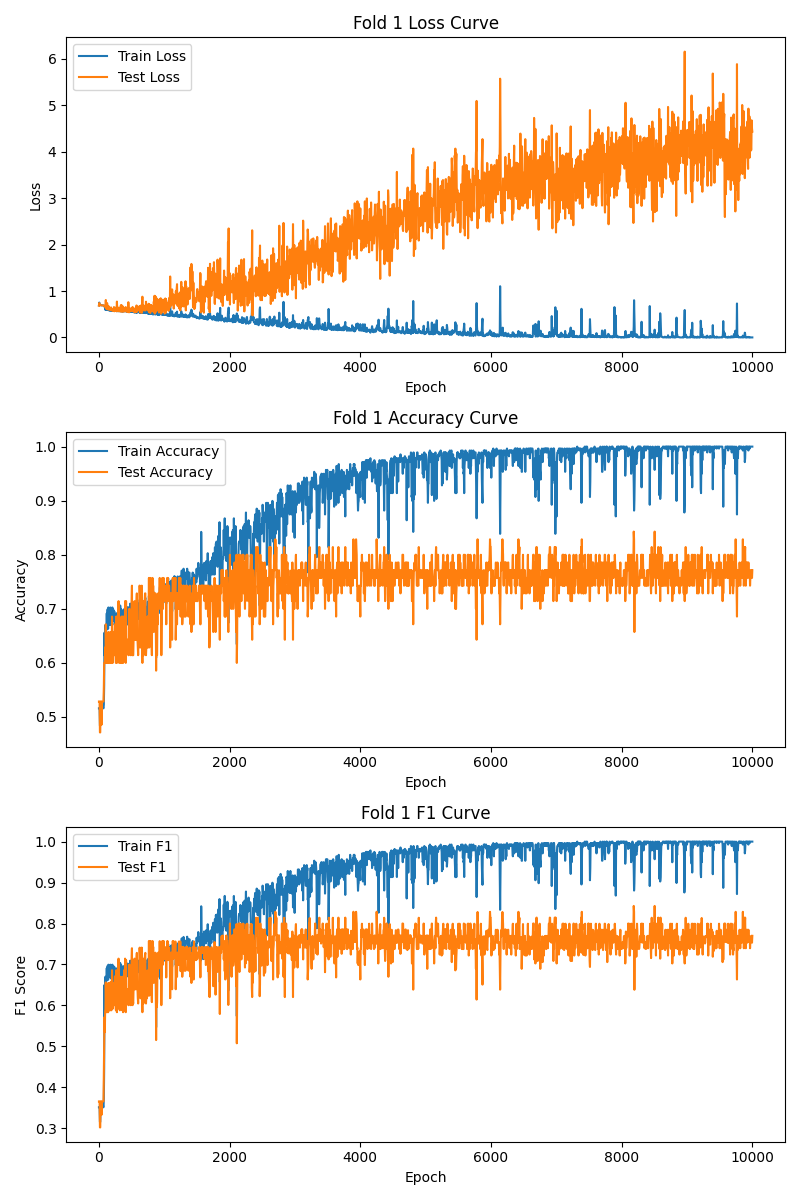 Fold 1 Loss Curve
Train Loss
Test Loss
6
5
4
3
2
1
0
Loss
0 2000 4000 6000 8000 10000
Epoch
Fold 1 Accuracy Curve
Train Accuracy
Test Accuracy
1.0
0.9
0.8
0.7
0.6
0.5
Accuracy
0 2000 4000 6000 8000 10000
Epoch
Fold 1 F1 Curve
Train F1
Test F1
1.0
0.9
0.8
0.7
0.6
0.5
0.4
0.3
F1 Score
0 2000 4000 6000 8000 10000
Epoch